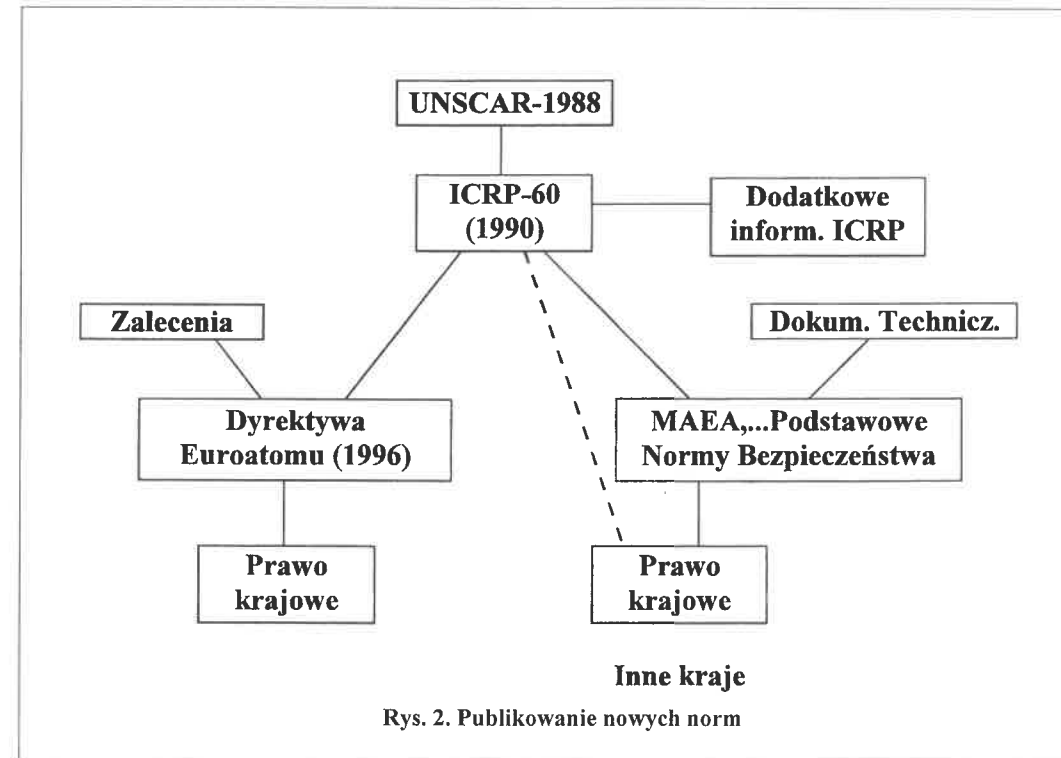 UNSCAR-1988
ICRP-60
(1990)
Dodatkowe
inform. ICRP
Zalecenia
Dokum. Technicz.
Dyrektywa
Euroatomu (1996)
MAEA,...Podstawowe
Normy Bezpieczeństwa
Prawo
krajowe
Prawo
krajowe
Inne kraje
Rys. 2. Publikowanie nowych norm